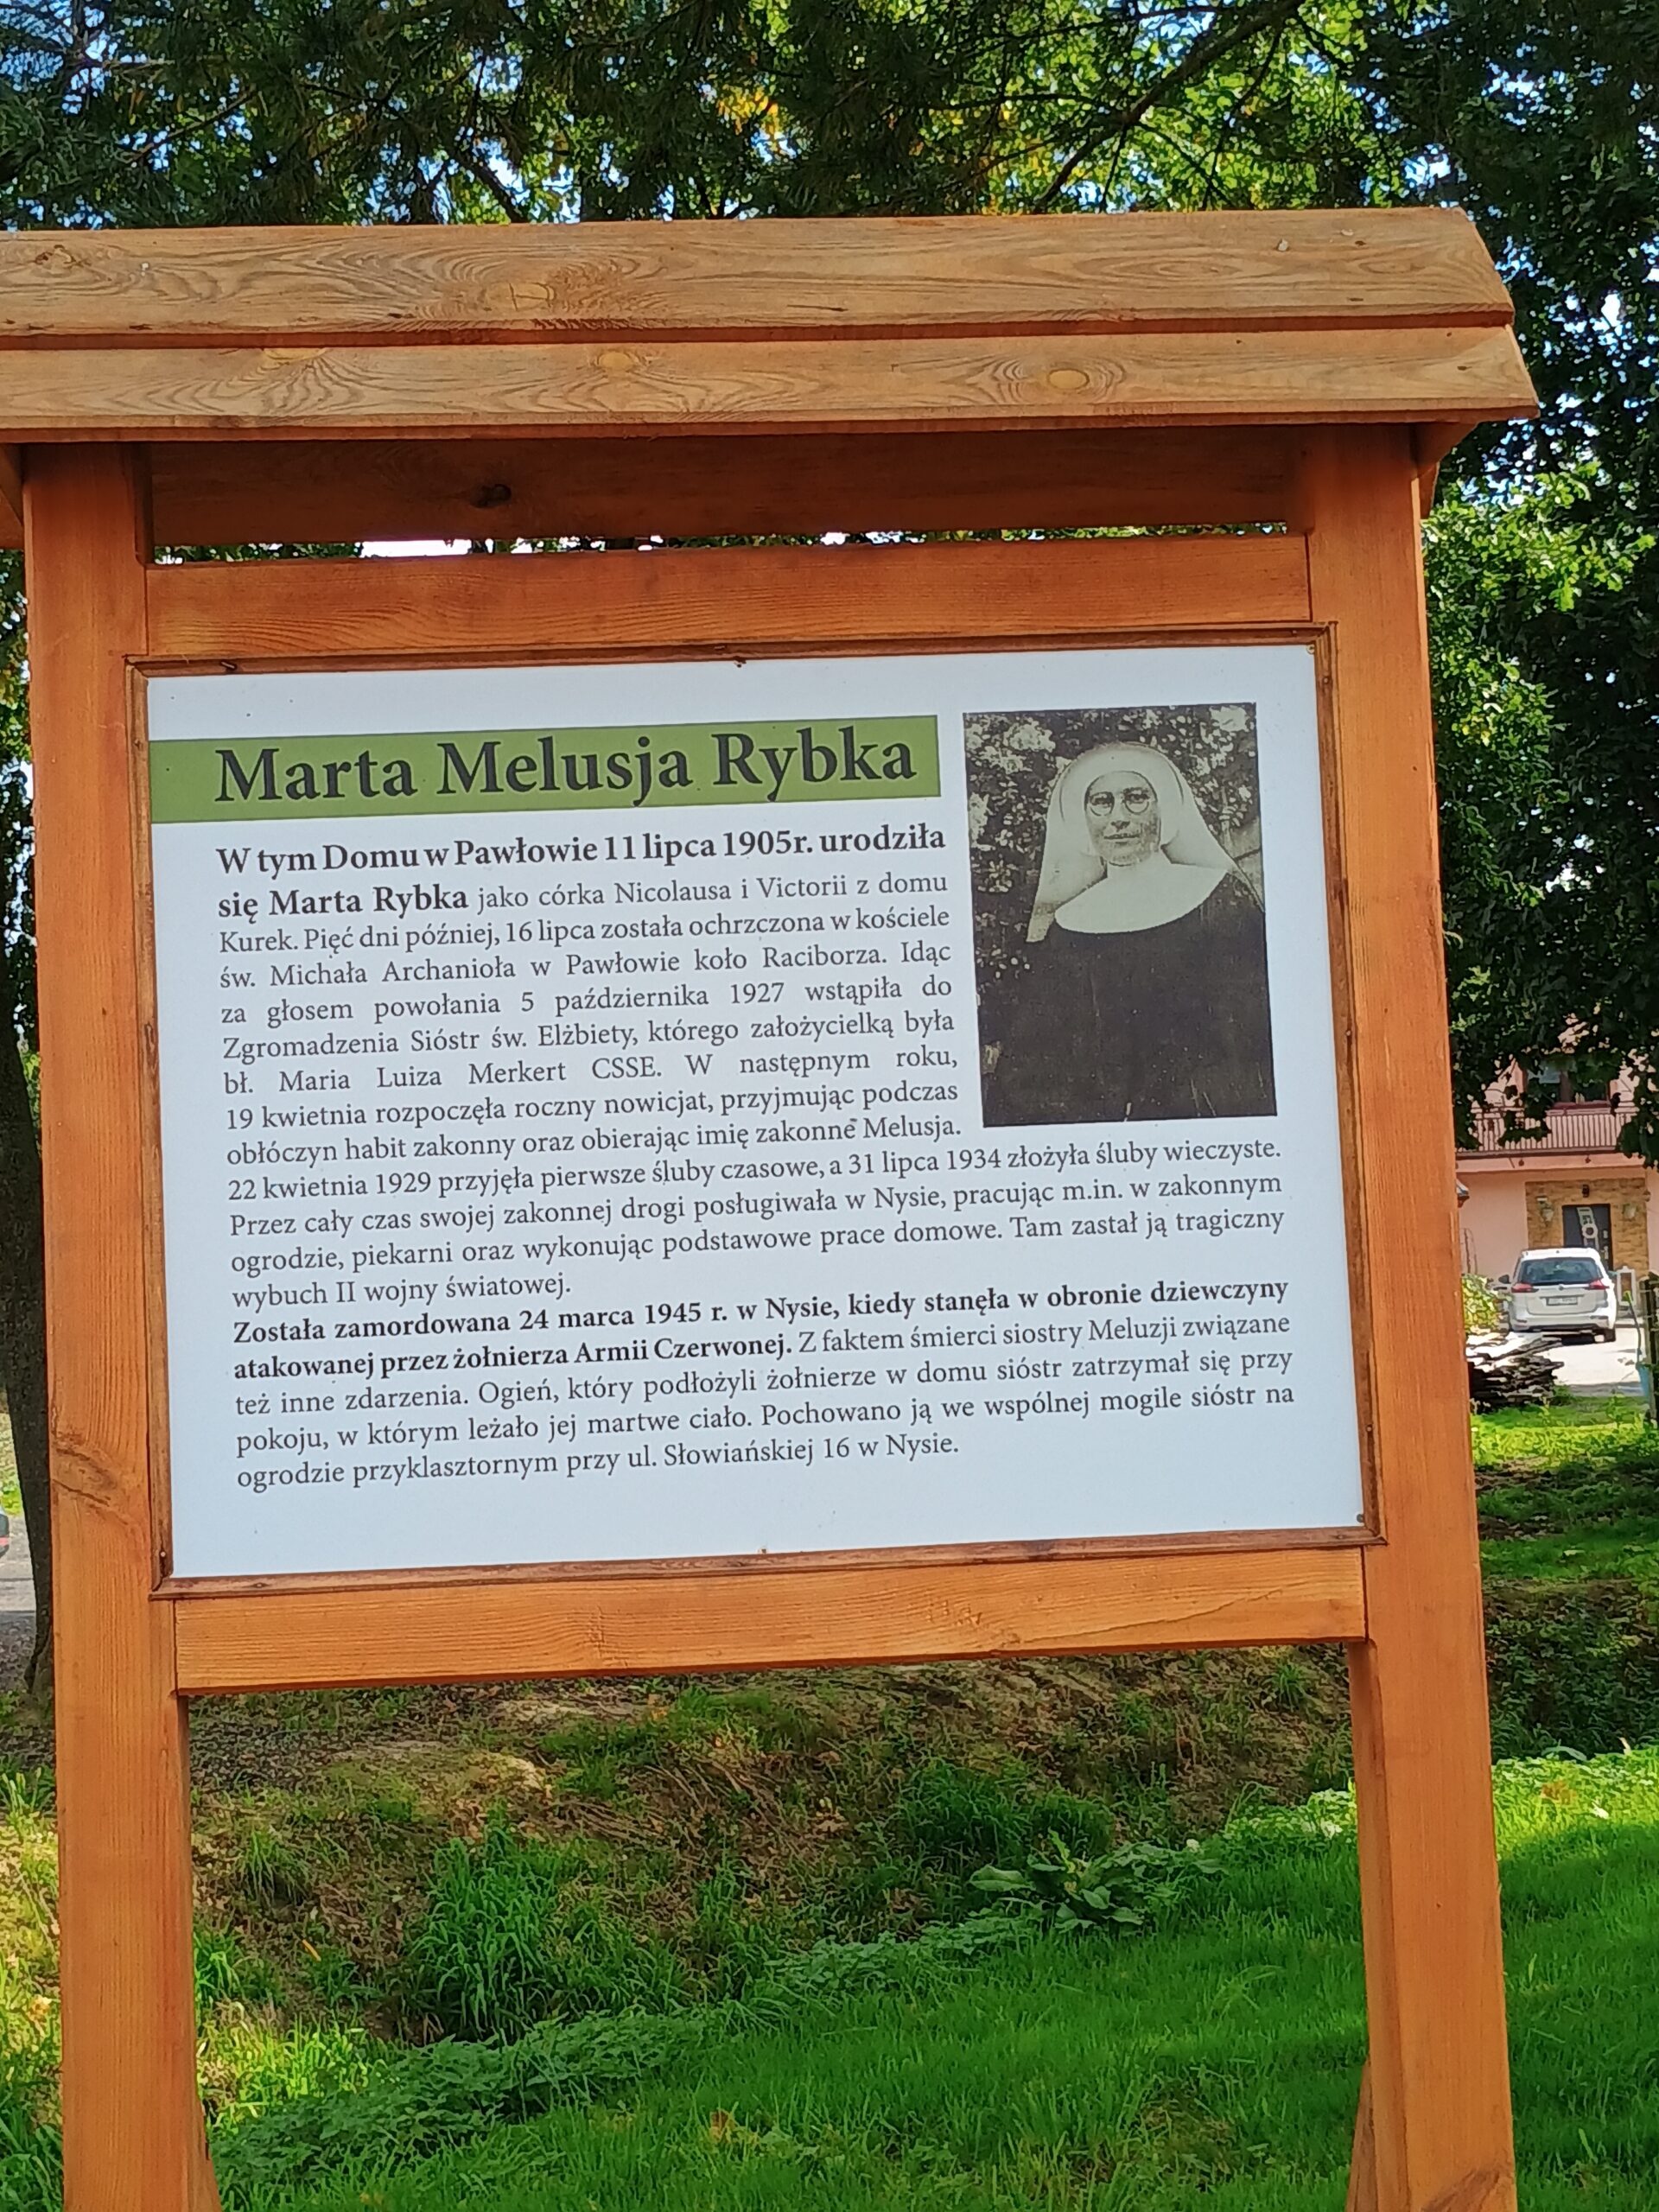 Marta Melusja Rybka
W tym Domu w Pawłowie 11 lipca 1905r. urodziła
się Marta Rybka jako córka Nicolausa i Victorii z domu
Kurek. Pięć dni później, 16 lipca została ochrzczona w kościele
św. Michała Archanioła w Pawłowie koło Raciborza. Idąc
za głosem powołania 5 października 1927 wstąpiła do
Zgromadzenia Sióstr św. Elżbiety, którego założycielką była
bł. Maria Luiza Merkert CSSE. W następnym roku,
19 kwietnia rozpoczęła roczny nowicjat, przyjmując podczas
obłóczyn habit zakonny oraz obierając imię zakonne Melusja.
22 kwietnia 1929 przyjęła pierwsze śluby czasowe, a 31 lipca 1934 złożyła śluby wieczyste.
Przez cały czas swojej zakonnej drogi posługiwała w Nysie, pracując m.in. w zakonnym
ogrodzie, piekarni oraz wykonując podstawowe prace domowe. Tam zastał ją tragiczny
wybuch II wojny światowej.
Została zamordowana 24 marca 1945 r. w Nysie, kiedy stanęła w obronie dziewczyny
atakowanej przez żołnierza Armii Czerwonej. Z faktem śmierci siostry Meluzji związane
też inne zdarzenia. Ogień, który podłożyli żołnierze w domu sióstr zatrzymał się przy
pokoju, w którym leżało jej martwe ciało. Pochowano ją we wspólnej mogile sióstr na
ogrodzie przyklasztornym przy ul. Słowiańskiej 16 w Nysie.